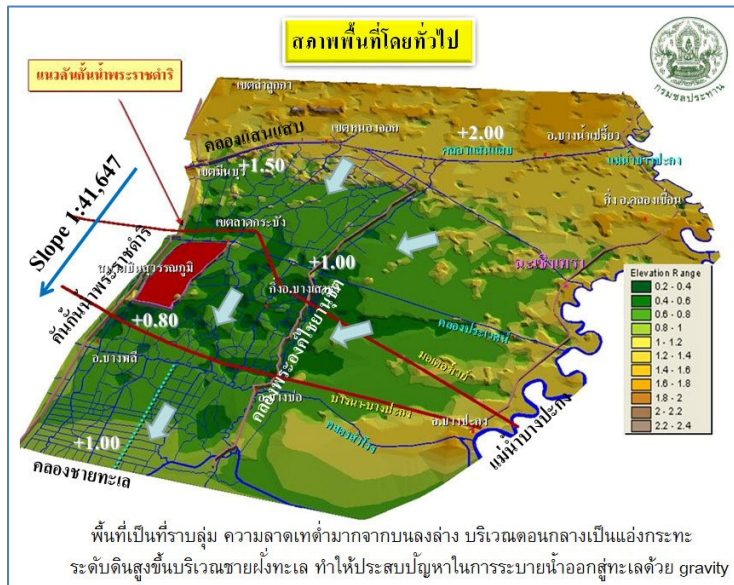 สภาพพื้นที่โดยทั่วไป
กรมชลประทาน
แนวคันกั้นน้ำพระราชดำริ
เขตลำลูกกา
คลองแสนแสบ
เขตหนองจอก
+2.00
คลองแสนแสบ
อ.บางน้ำเปรี้ยว
แม่น้ำบางปะกง
+1.50
เขตมีนบุรี
กิ่ง อ.คลองเขื่อน
Slope 1:41,647
เขตลาดกระบัง
ฉะเชิงเทรา
คันกั้นน้ำพระราชดำริ
สนามบินสุวรรณภูมิ
+1.00
Elevation Range
0.2 - 0.4
0.4 - 0.6
0.6 - 0.8
0.8 - 1
1 - 1.2
1.2 - 1.4
1.4 - 1.6
1.6 - 1.8
1.8 - 2
2 - 2.2
2.2 - 2.4
+0.80
คลองพระองค์ไชยานุชิต
อ.บางพลี
มอเตอร์เวย์
บางนา-บางปะกง
อ.บางบ่อ
อ.บางปะกง
คลองสำโรง
แม่น้ำบางปะกง
+1.00
คลองชายทะเล
พื้นที่เป็นที่ราบลุ่ม ความลาดเทต่ำมากจากบนลงล่าง บริเวณตอนกลางเป็นแอ่งกระทะ
ระดับดินสูงขึ้นบริเวณชายฝั่งทะเล ทำให้ประสบปัญหาในการระบายน้ำออกสู่ทะเลด้วย gravity